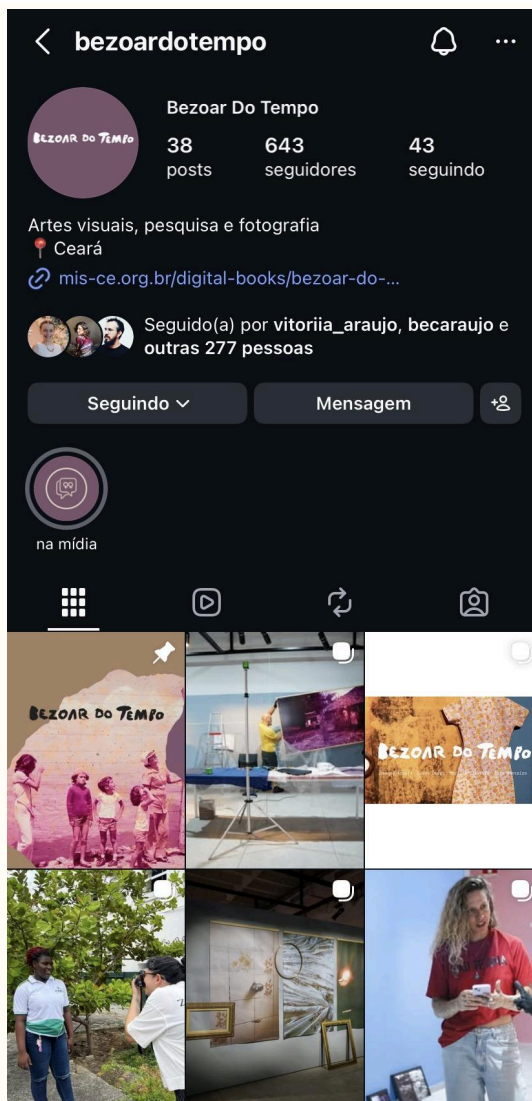 bezoardotempo
BEZOAR DO TEMPO
Bezoar Do Tempo
38 643 43
posts seguidores seguindo
Artes visuais, pesquisa e fotografia
📍 Ceará
mis-ce.org.br/digital-books/bezoar-do-...
Seguido(a) por vitoriia_araujo, becaraujo e
outras 277 pessoas
Seguindo Mensagem
na mídia
BEZOAR DO TEMPO
BEZOAR DO TEMPO